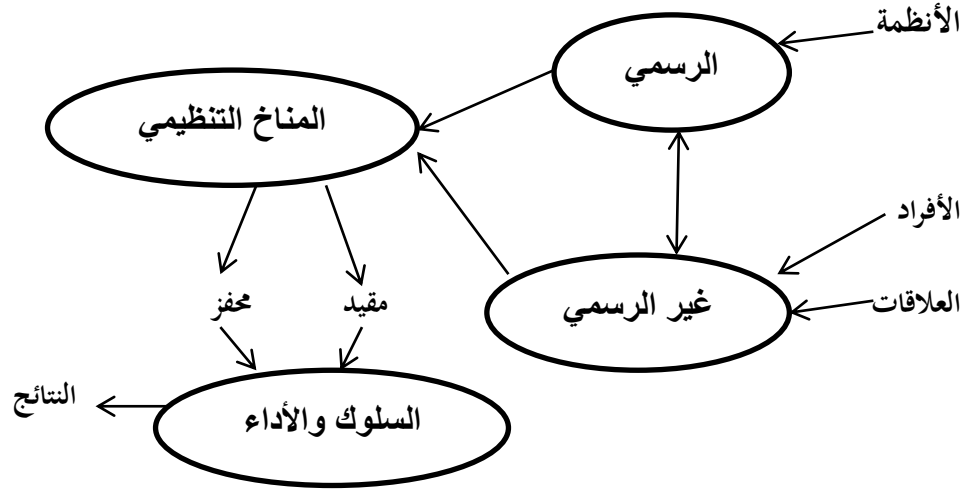 الأنظمة
الرسمي
المناخ التنظيمي
الأفراد
العلاقات
غير الرسمي
مقيد
محفز
السلوك والأداء
النتائج